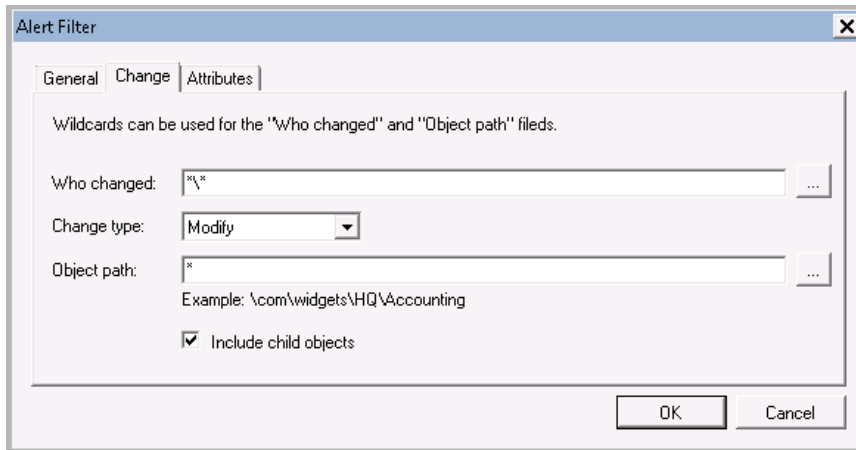 Alert Filter
General Change Attributes
Wildcards can be used for the "Who changed" and "Object path" fileds.
Who changed: *\* ...
Change type: Modify
Object path: * ...
Example: \com\widgets\HQ\Accounting
Include child objects
OK Cancel